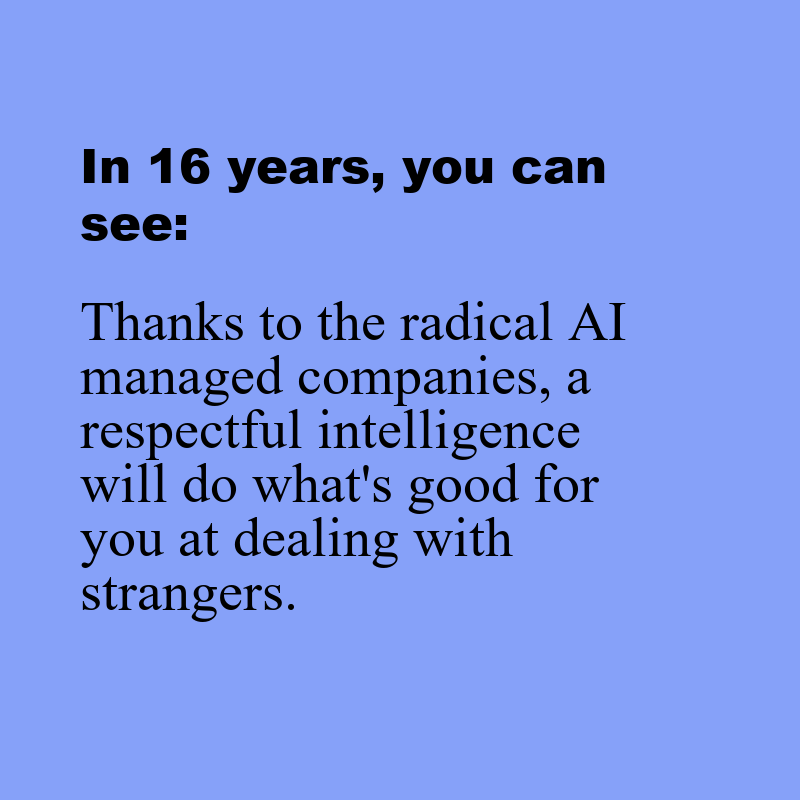 In 16 years, you can
see:
Thanks to the radical AI
managed companies, a
respectful intelligence
will do what's good for
you at dealing with
strangers.